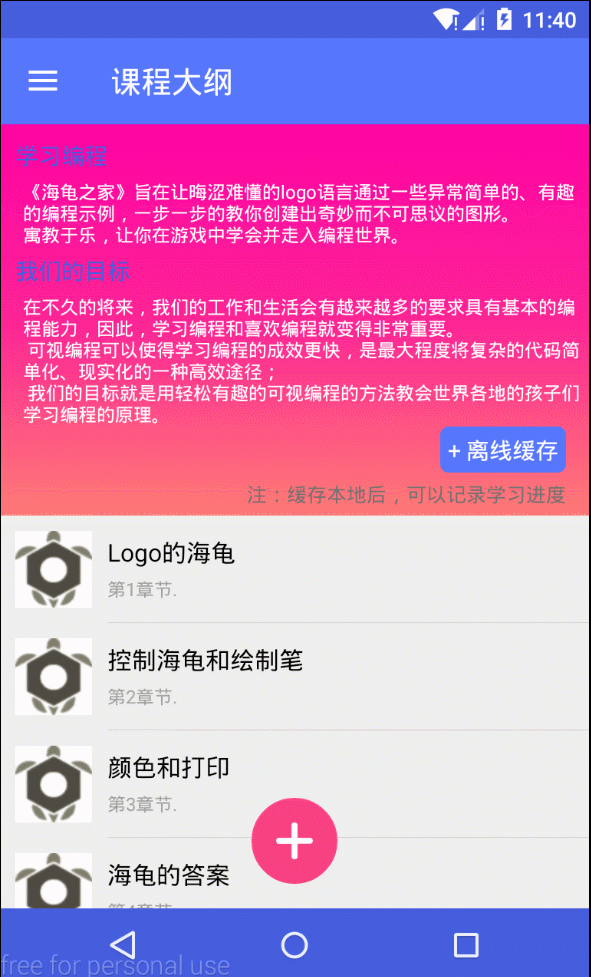 11:40
课程大纲
学习编程
《海龟之家》旨在让晦涩难懂的logo语言通过一些异常简单的、有趣
的编程示例，一步一步的教你创建出奇妙而不可思议的图形。
寓教于乐，让你在游戏中学会并走入编程世界。
我们的目标
在不久的将来，我们的工作和生活会有越来越多的要求具有基本的编
程能力，因此，学习编程和喜欢编程就变得非常重要。
可视编程可以使得学习编程的成效更快，是最大程度将复杂的代码简
单化、现实化的一种高效途径；
我们的目标就是用轻松有趣的可视编程的方法教会世界各地的孩子们
学习编程的原理。
+ 离线缓存
注：缓存本地后，可以记录学习进度
Logo的海龟
第1章节.
控制海龟和绘制笔
第2章节.
颜色和打印
第3章节.
海龟的答案
第4章节.
free for personal use